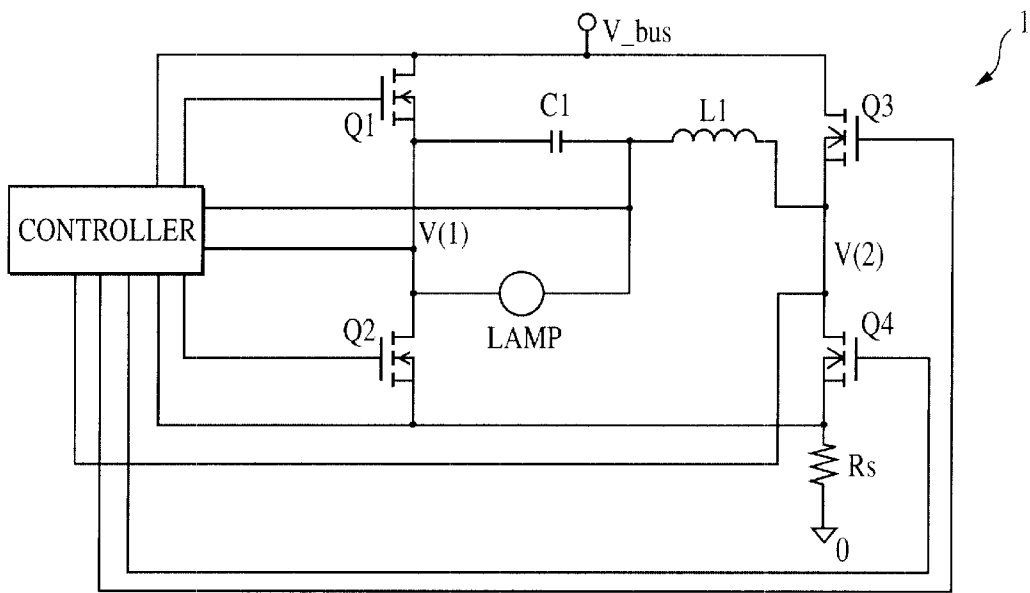 1
V_bus
Q1
C1
L1
Q3
CONTROLLER
V(1)
V(2)
Q2
LAMP
Q4
Rs
0